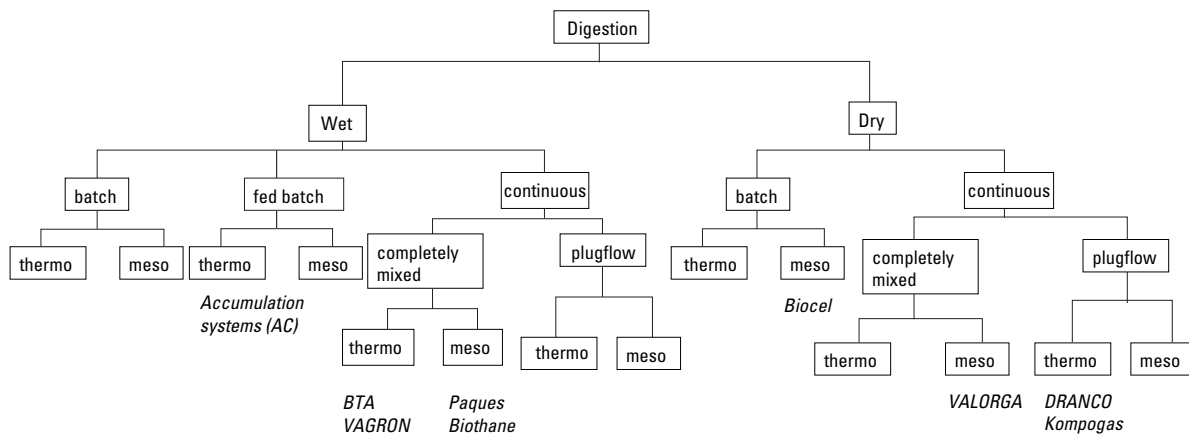 Digestion
Wet
Dry
batch
fed batch
continuous
batch
continuous
thermo
meso
thermo
meso
completely
mixed
plugflow
thermo
meso
completely
mixed
plugflow
Accumulation
systems (AC)
Biocel
thermo
meso
thermo
meso
thermo
meso
thermo
meso
BTA
VAGRON
Paques
Biothane
VALORGA
DRANCO
Kompogas